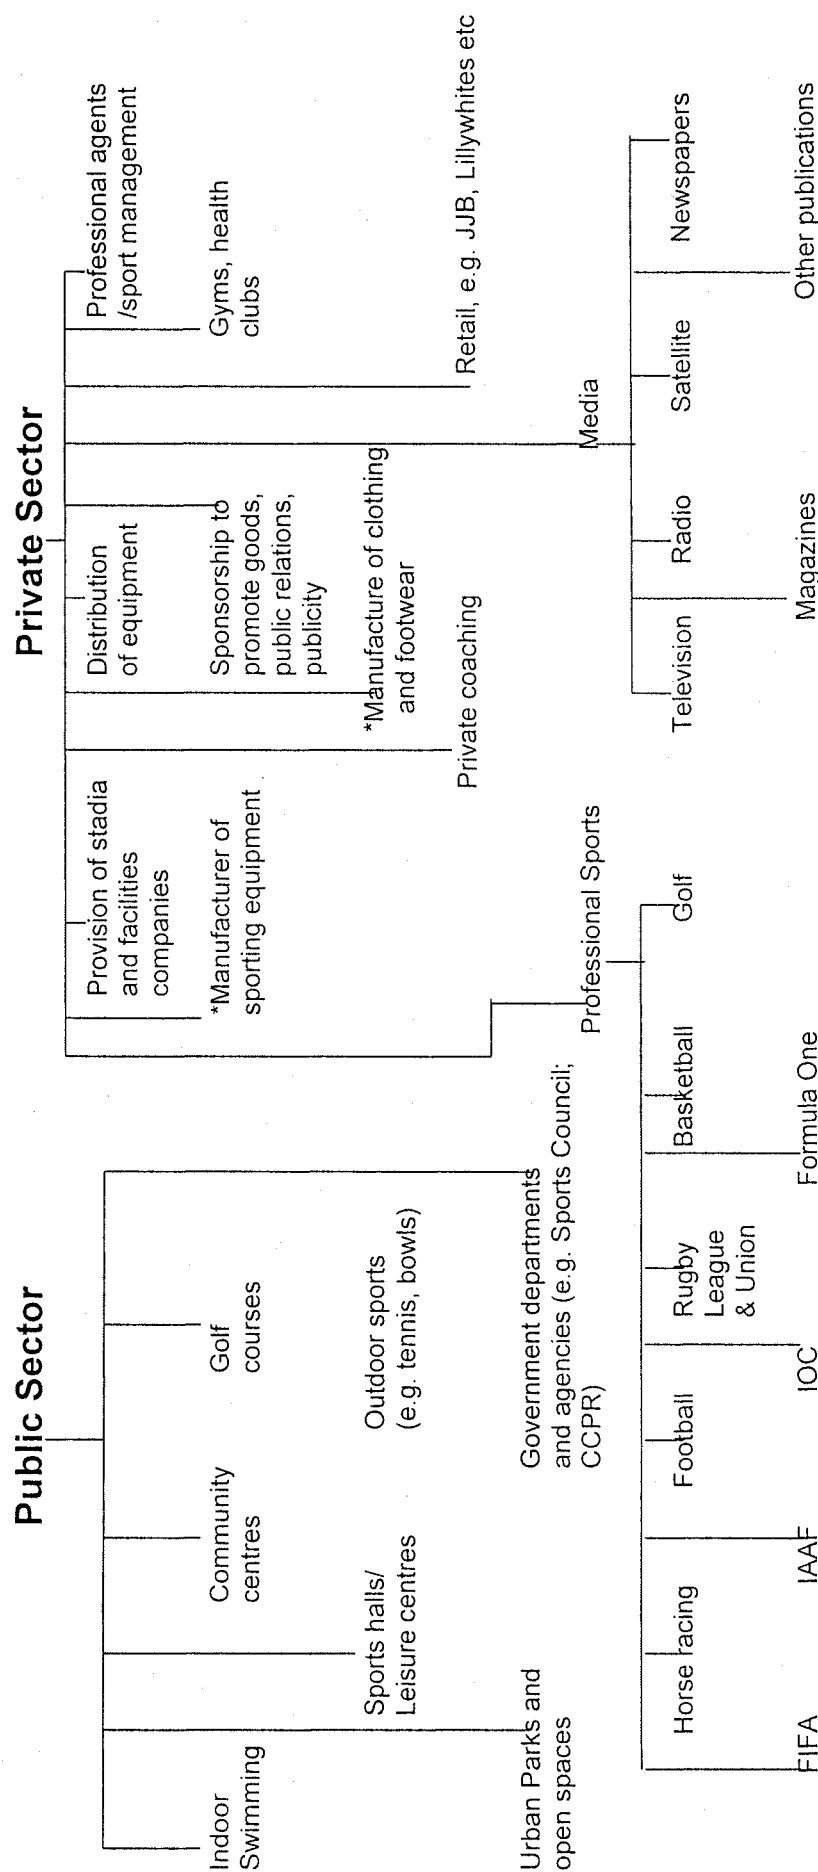 Public Sector
Indoor
Swimming
Community
centres
Golf
courses
Sports halls/
Leisure centres
Outdoor sports
(e.g. tennis, bowls)
Urban Parks and
open spaces
Government departments
and agencies (e.g. Sports Council;
CCPR)
Private Sector
Provision of stadia
and facilities
companies
Distribution
of equipment
Professional agents
/sport management
*Manufacturer of
sporting equipment
Sponsorship to
promote goods,
public relations,
publicity
Gyms, health
clubs
*Manufacture of clothing
and footwear
Private coaching
Retail, e.g. JJB, Lillywhites etc
Professional Sports
Horse racing
Football
Rugby
League
& Union
Basketball
Golf
FIFA
IAAF
IOC
Formula One
Media
Television
Radio
Satellite
Newspapers
Magazines
Other publications